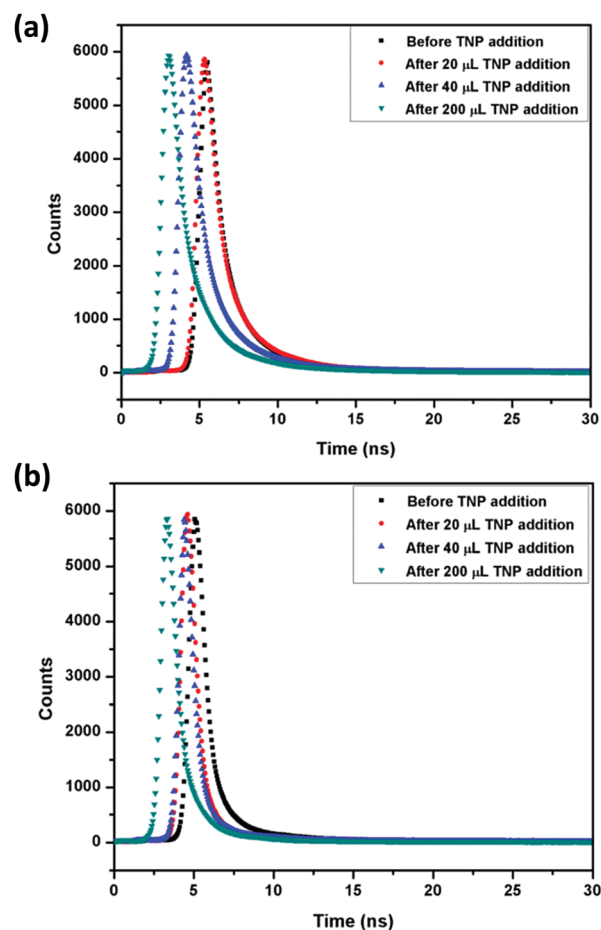 (a)
Before TNP addition
After 20 μL TNP addition
After 40 μL TNP addition
After 200 μL TNP addition
6000
5000
4000
3000
2000
1000
0
Counts
0 5 10 15 20 25 30
Time (ns)
(b)
Before TNP addition
After 20 μL TNP addition
After 40 μL TNP addition
After 200 μL TNP addition
6000
5000
4000
3000
2000
1000
0
Counts
0 5 10 15 20 25 30
Time (ns)